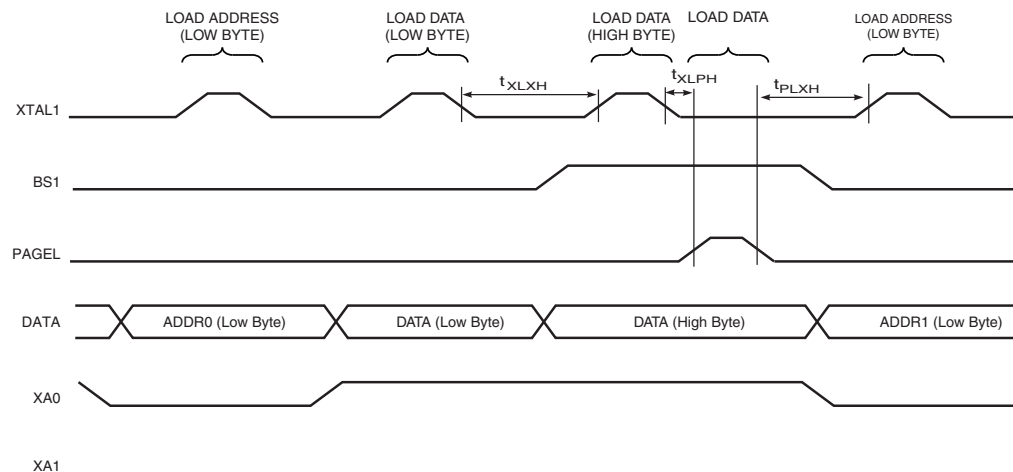 LOAD ADDRESS
(LOW BYTE)
LOAD DATA
(LOW BYTE)
LOAD DATA
(HIGH BYTE)
LOAD DATA
LOAD ADDRESS
(LOW BYTE)
tXLXH
tXLPH
tPLXH
XTAL1
BS1
PAGEL
DATA
ADDR0 (Low Byte)
DATA (Low Byte)
DATA (High Byte)
ADDR1 (Low Byte)
XA0
XA1